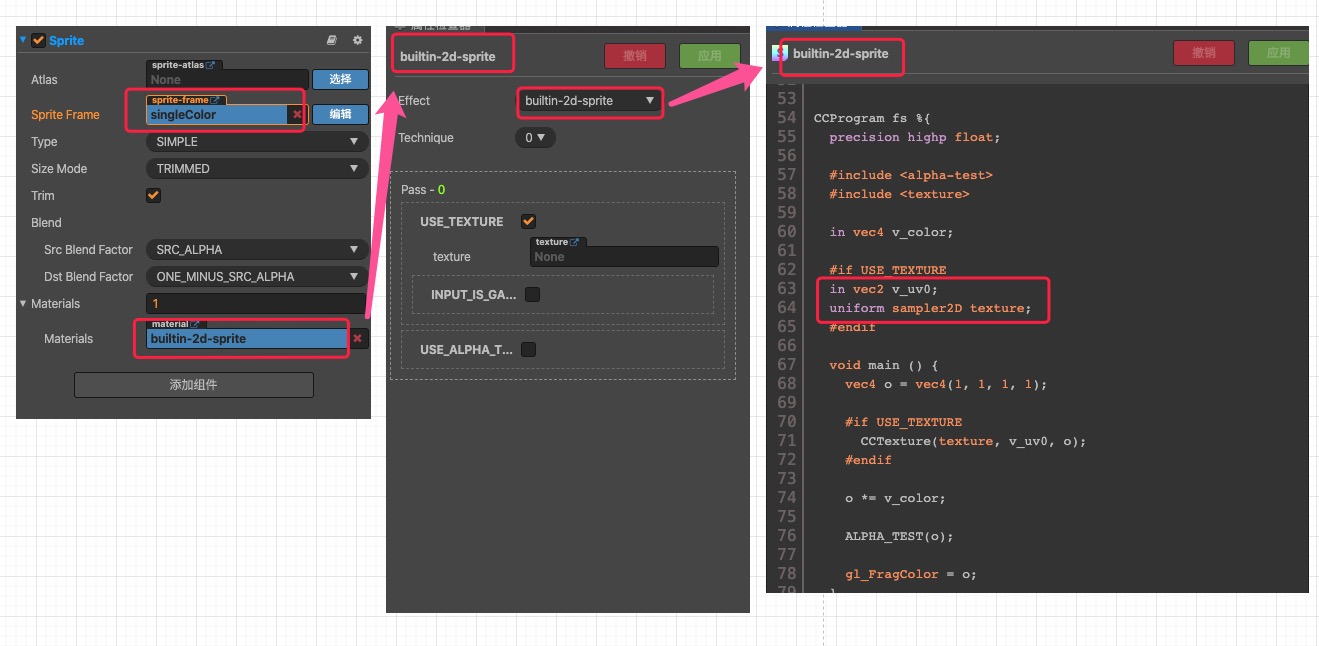 Sprite
Atlas
sprite-atlas
None
选择
Sprite Frame
sprite-frame
singleColor
编辑
Type
SIMPLE
Size Mode
TRIMMED
Trim
Blend
Src Blend Factor
SRC_ALPHA
Dst Blend Factor
ONE_MINUS_SRC_ALPHA
Materials
1
Materials
material
builtin-2d-sprite
添加组件
builtin-2d-sprite
撤销
应用
Effect
builtin-2d-sprite
Technique
0
Pass - 0
USE_TEXTURE
texture
texture
None
INPUT_IS_GA...
USE_ALPHA_T...
builtin-2d-sprite
撤销
应用
53
54 CCProgram fs %{
55 precision highp float;
56
57 #include <alpha-test>
58 #include <texture>
59
60 in vec4 v_color;
61
62 #if USE_TEXTURE
63 in vec2 v_uv0;
64 uniform sampler2D texture;
65 #endif
66
67 void main () {
68 vec4 o = vec4(1, 1, 1, 1);
69
70 #if USE_TEXTURE
71 CCTexture(texture, v_uv0, o);
72 #endif
73
74 o *= v_color;
75
76 ALPHA_TEST(o);
77
78 gl_FragColor = o;
79